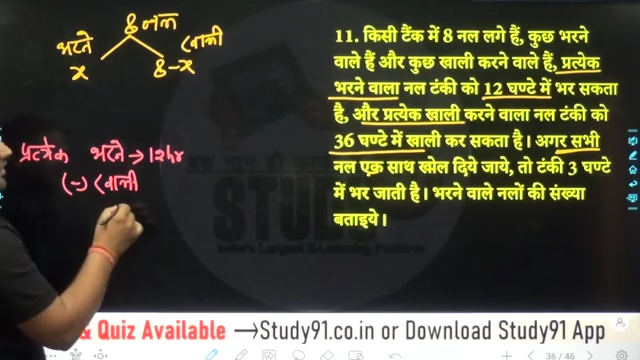 8 नल
भरने खाली
x 8-x
प्रत्येक भरने → 12hr
(-) खाली
11. किसी टैंक में 8 नल लगे हैं, कुछ भरने
वाले हैं और कुछ खाली करने वाले हैं, प्रत्येक
भरने वाला नल टंकी को 12 घण्टे में भर सकता
है, और प्रत्येक खाली करने वाला नल टंकी को
36 घण्टे में खाली कर सकता है। अगर सभी
नल एक साथ खोल दिये जाये, तो टंकी 3 घण्टे
में भर जाती है। भरने वाले नलों की संख्या
बताइये।
STUDY
& Quiz Available →Study91.co.in or Download Study91 App
36 / 46